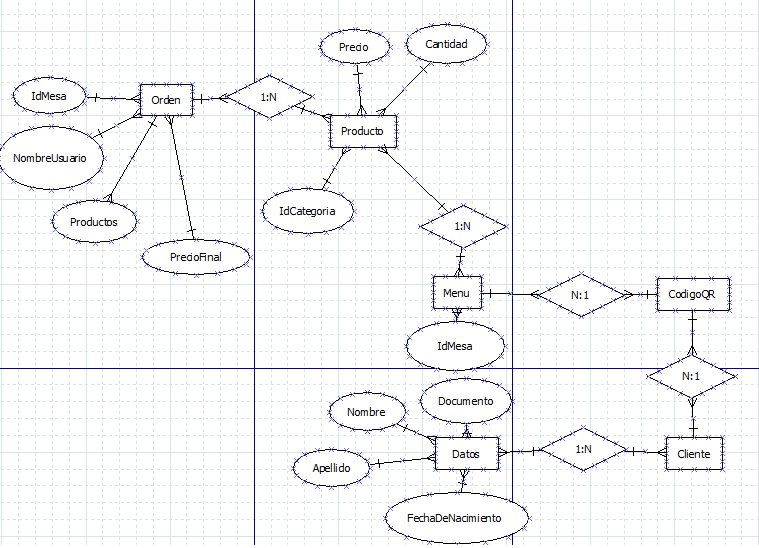 Precio
Cantidad
IdMesa
Orden
1:N
Producto
NombreUsuario
Productos
IdCategoria
1:N
PrecioFinal
Menu
N:1
CodigoQR
IdMesa
N:1
Documento
Nombre
Datos
1:N
Cliente
Apellido
FechaDeNacimiento